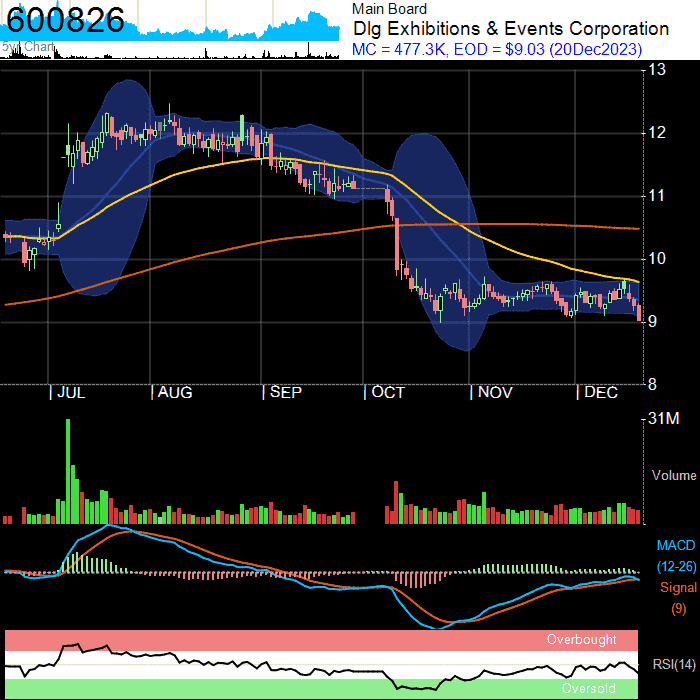 600826
5yr Chart
Main Board
Dlg Exhibitions & Events Corporation
MC = 477.3K, EOD = $9.03 (20Dec2023)
13
12
11
10
9
8
JUL
AUG
SEP
OCT
NOV
DEC
31M
Volume
MACD
(12-26)
Signal
(9)
Overbought
RSI(14)
Oversold